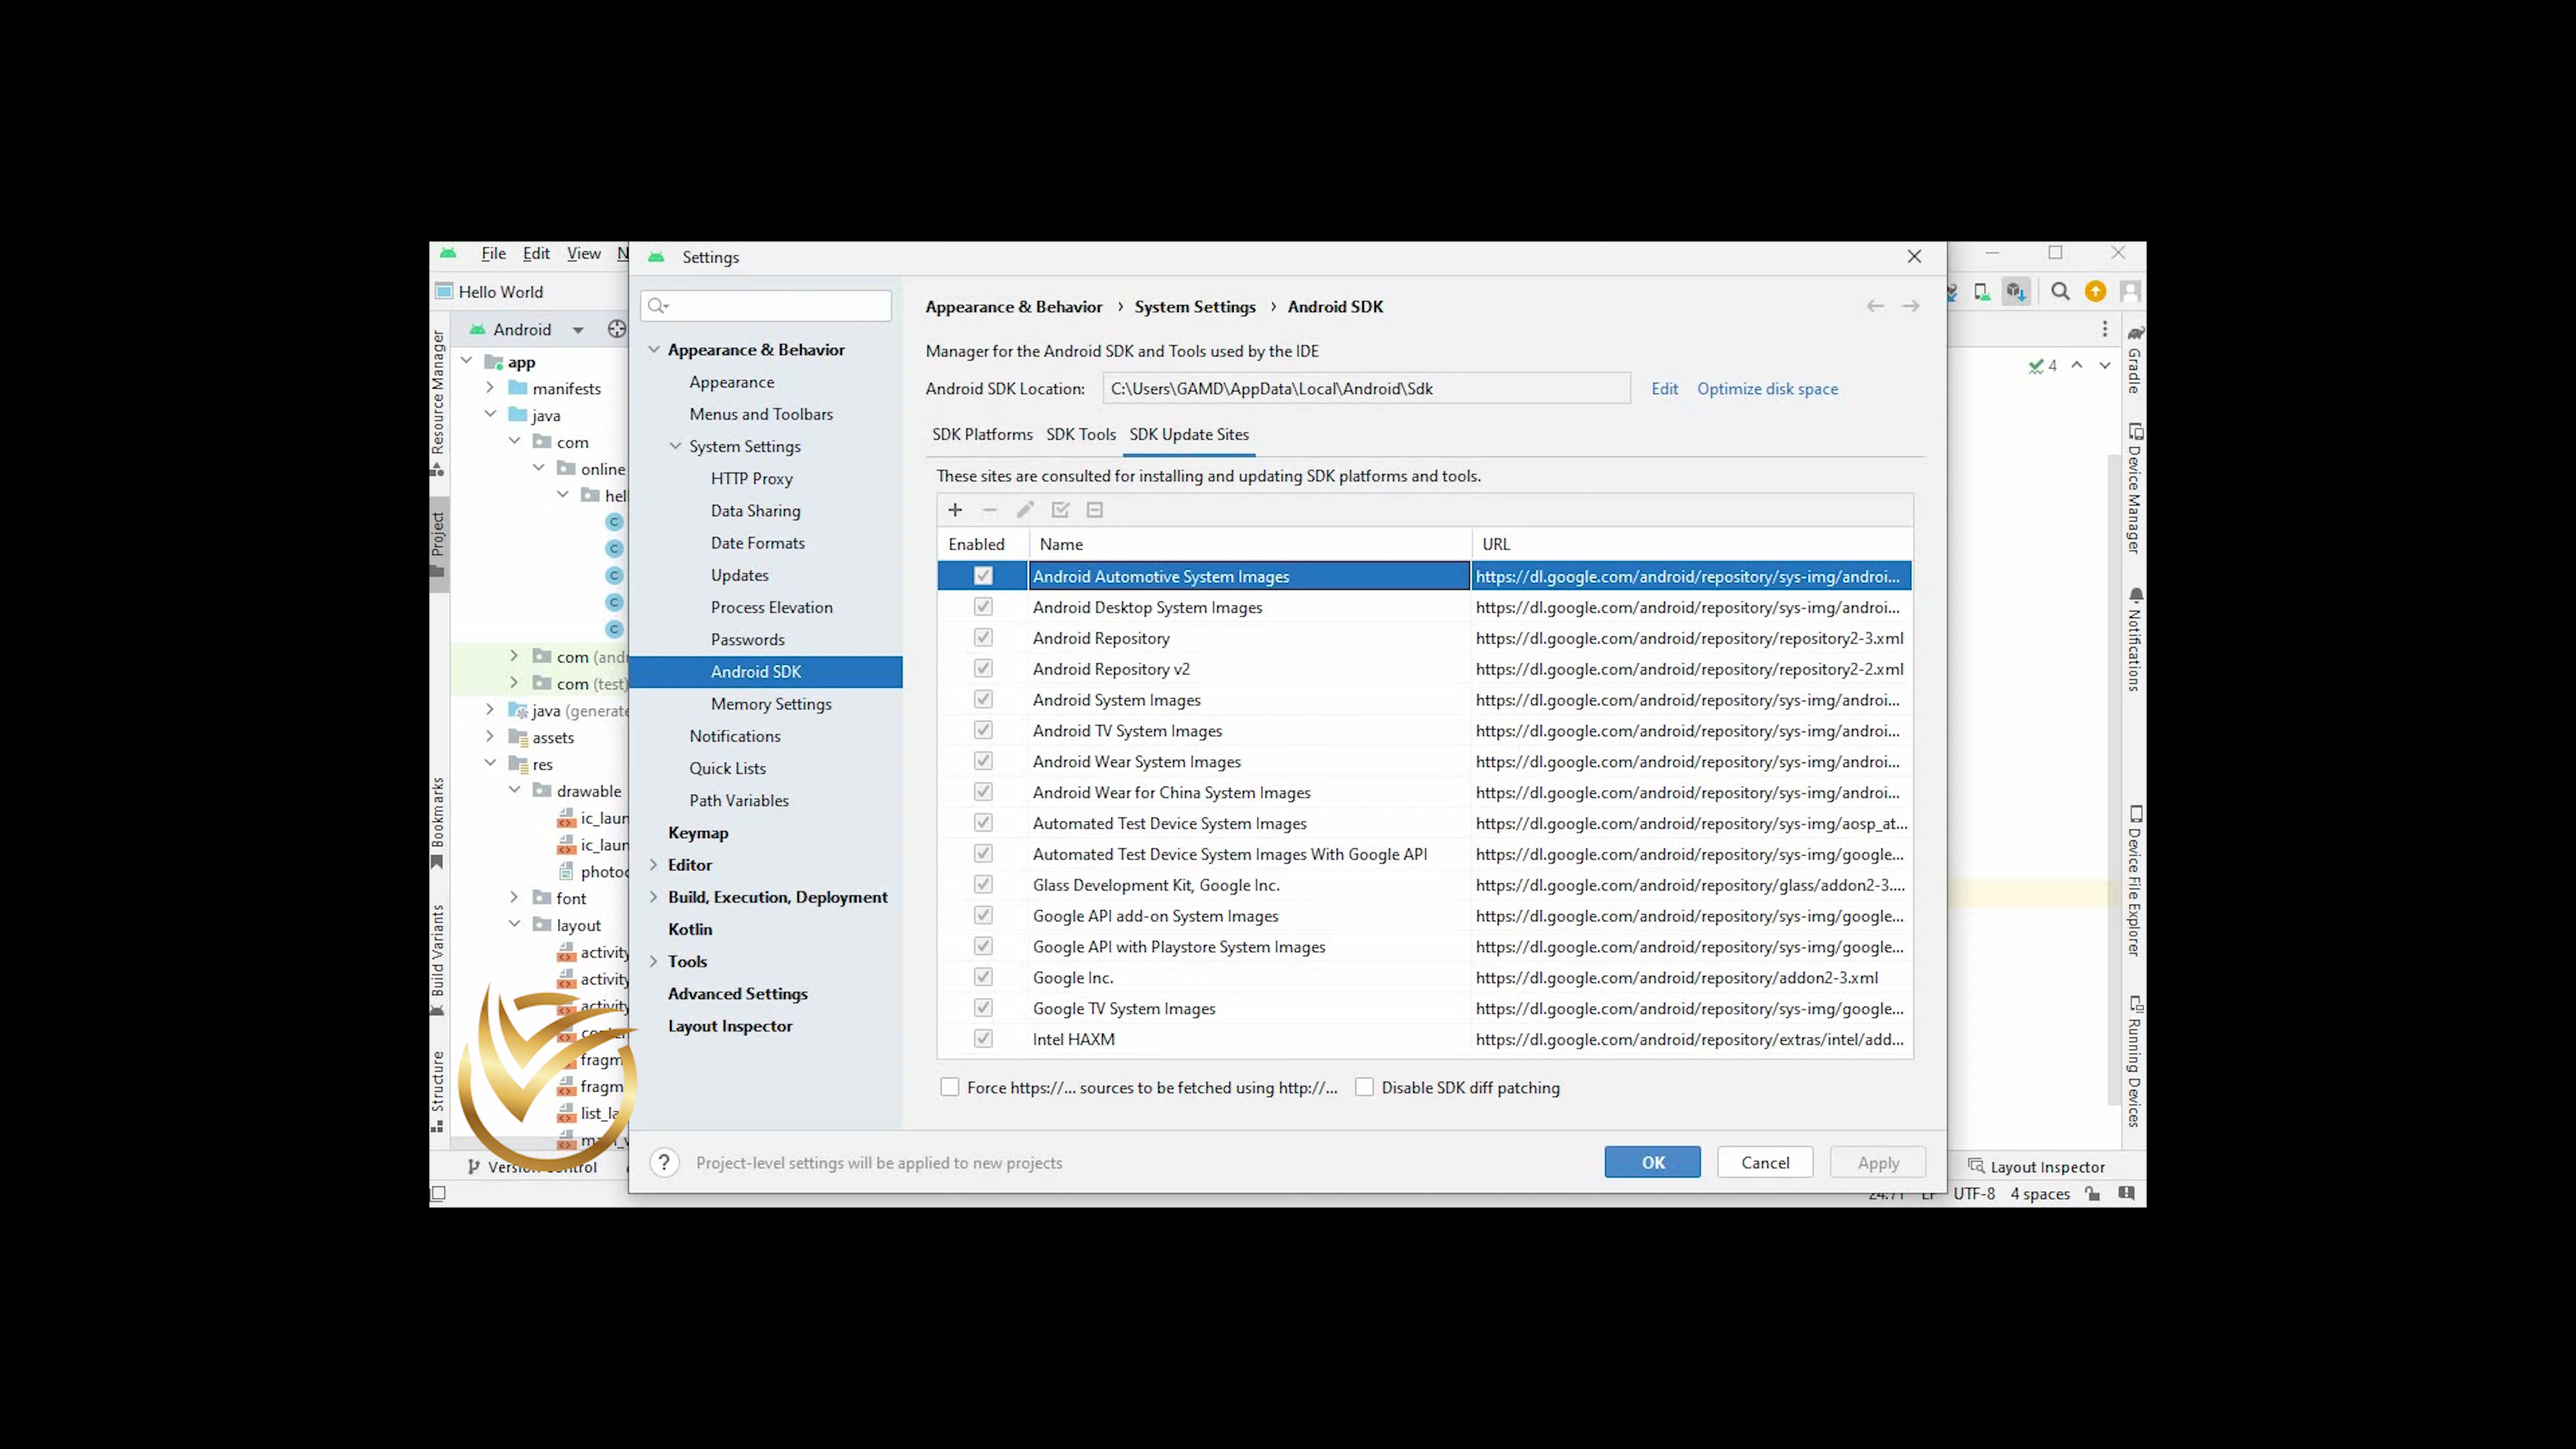 File Edit View N
Settings
Hello World
Android
app
manifests
java
com
online
hel
com (andr
com (test)
java (generate
assets
res
drawable
ic_laun
ic_laun
photoc
font
layout
activity
activity
activity
fragm
fragm
list_la
Version Control
Resource Manager
Project
Bookmarks
Build Variants
Structure
Appearance & Behavior
Appearance
Menus and Toolbars
System Settings
HTTP Proxy
Data Sharing
Date Formats
Updates
Process Elevation
Passwords
Android SDK
Memory Settings
Notifications
Quick Lists
Path Variables
Keymap
Editor
Build, Execution, Deployment
Kotlin
Tools
Advanced Settings
Layout Inspector
Appearance & Behavior › System Settings › Android SDK
Manager for the Android SDK and Tools used by the IDE
Android SDK Location: C:\Users\GAMD\AppData\Local\Android\Sdk Edit Optimize disk space
SDK Platforms SDK Tools SDK Update Sites
These sites are consulted for installing and updating SDK platforms and tools.
Enabled Name URL
Android Automotive System Images https://dl.google.com/android/repository/sys-img/androi...
Android Desktop System Images https://dl.google.com/android/repository/sys-img/androi...
Android Repository https://dl.google.com/android/repository/repository2-3.xml
Android Repository v2 https://dl.google.com/android/repository/repository2-2.xml
Android System Images https://dl.google.com/android/repository/sys-img/androi...
Android TV System Images https://dl.google.com/android/repository/sys-img/androi...
Android Wear System Images https://dl.google.com/android/repository/sys-img/androi...
Android Wear for China System Images https://dl.google.com/android/repository/sys-img/androi...
Automated Test Device System Images https://dl.google.com/android/repository/sys-img/aosp_at...
Automated Test Device System Images With Google API https://dl.google.com/android/repository/sys-img/google...
Glass Development Kit, Google Inc. https://dl.google.com/android/repository/glass/addon2-3....
Google API add-on System Images https://dl.google.com/android/repository/sys-img/google...
Google API with Playstore System Images https://dl.google.com/android/repository/sys-img/google...
Google Inc. https://dl.google.com/android/repository/addon2-3.xml
Google TV System Images https://dl.google.com/android/repository/sys-img/google...
Intel HAXM https://dl.google.com/android/repository/extras/intel/add...
Force https://... sources to be fetched using http://... Disable SDK diff patching
? Project-level settings will be applied to new projects
OK Cancel Apply
4
Gradle
Device Manager
Notifications
Device File Explorer
Running Devices
Layout Inspector
24:71 LF UTF-8 4 spaces